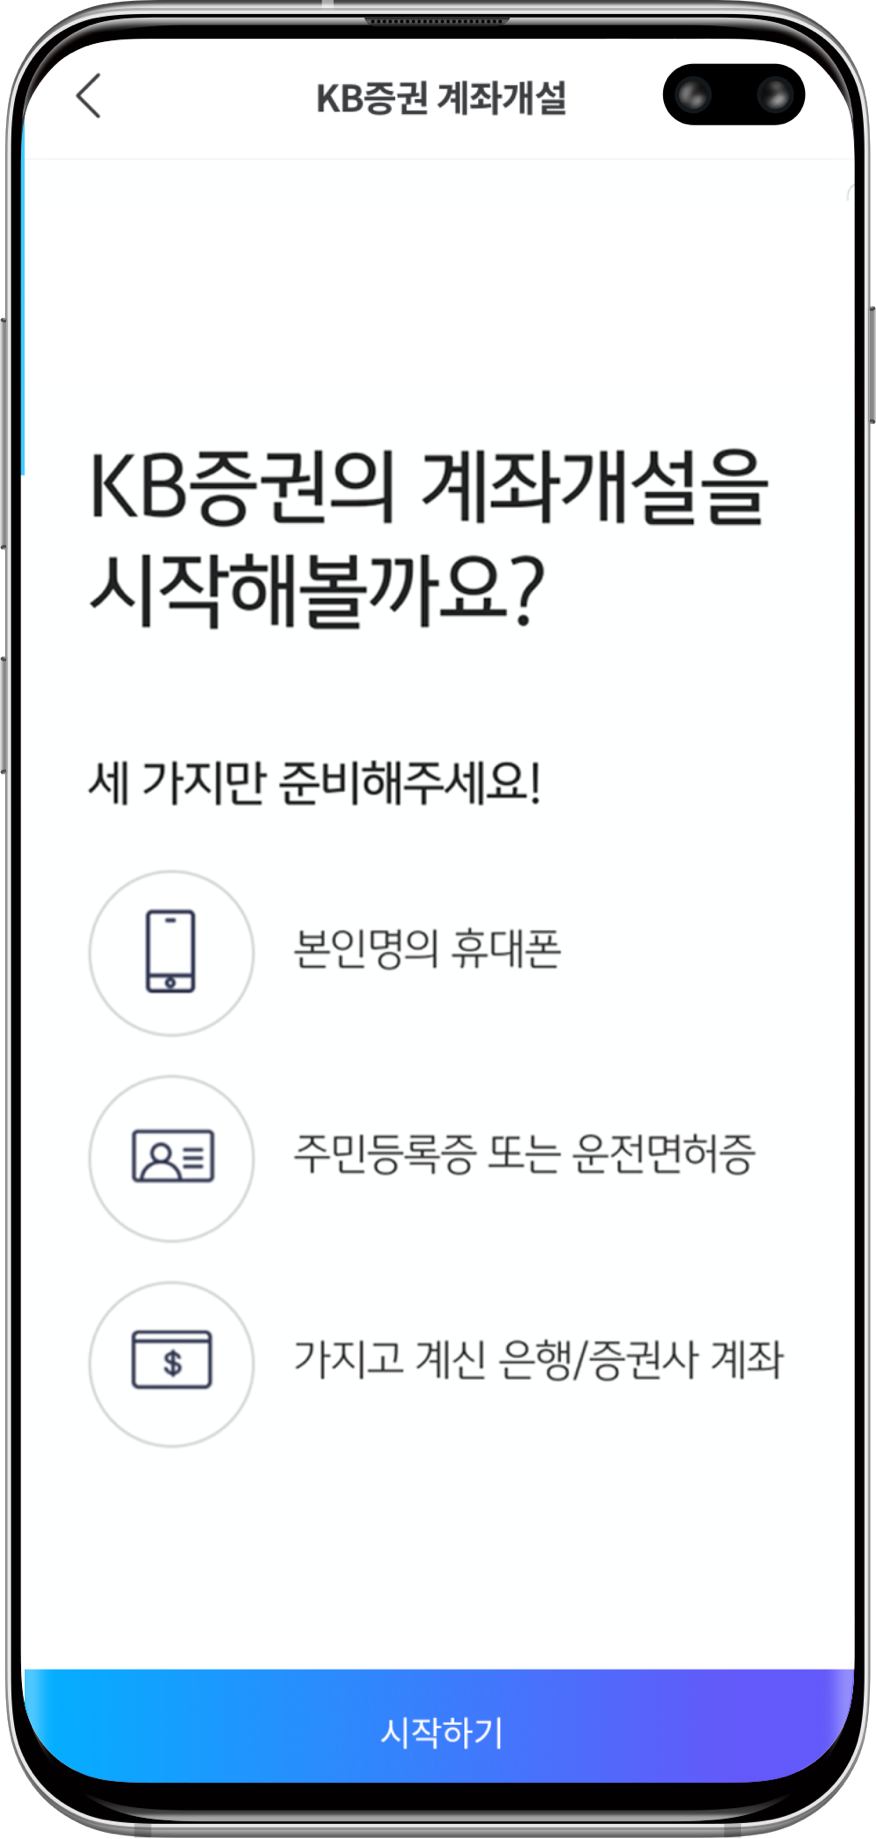 KB증권 계좌개설
KB증권의 계좌개설을
시작해볼까요?
세 가지만 준비해주세요!
본인명의 휴대폰
주민등록증 또는 운전면허증
$
가지고 계신 은행/증권사 계좌
시작하기